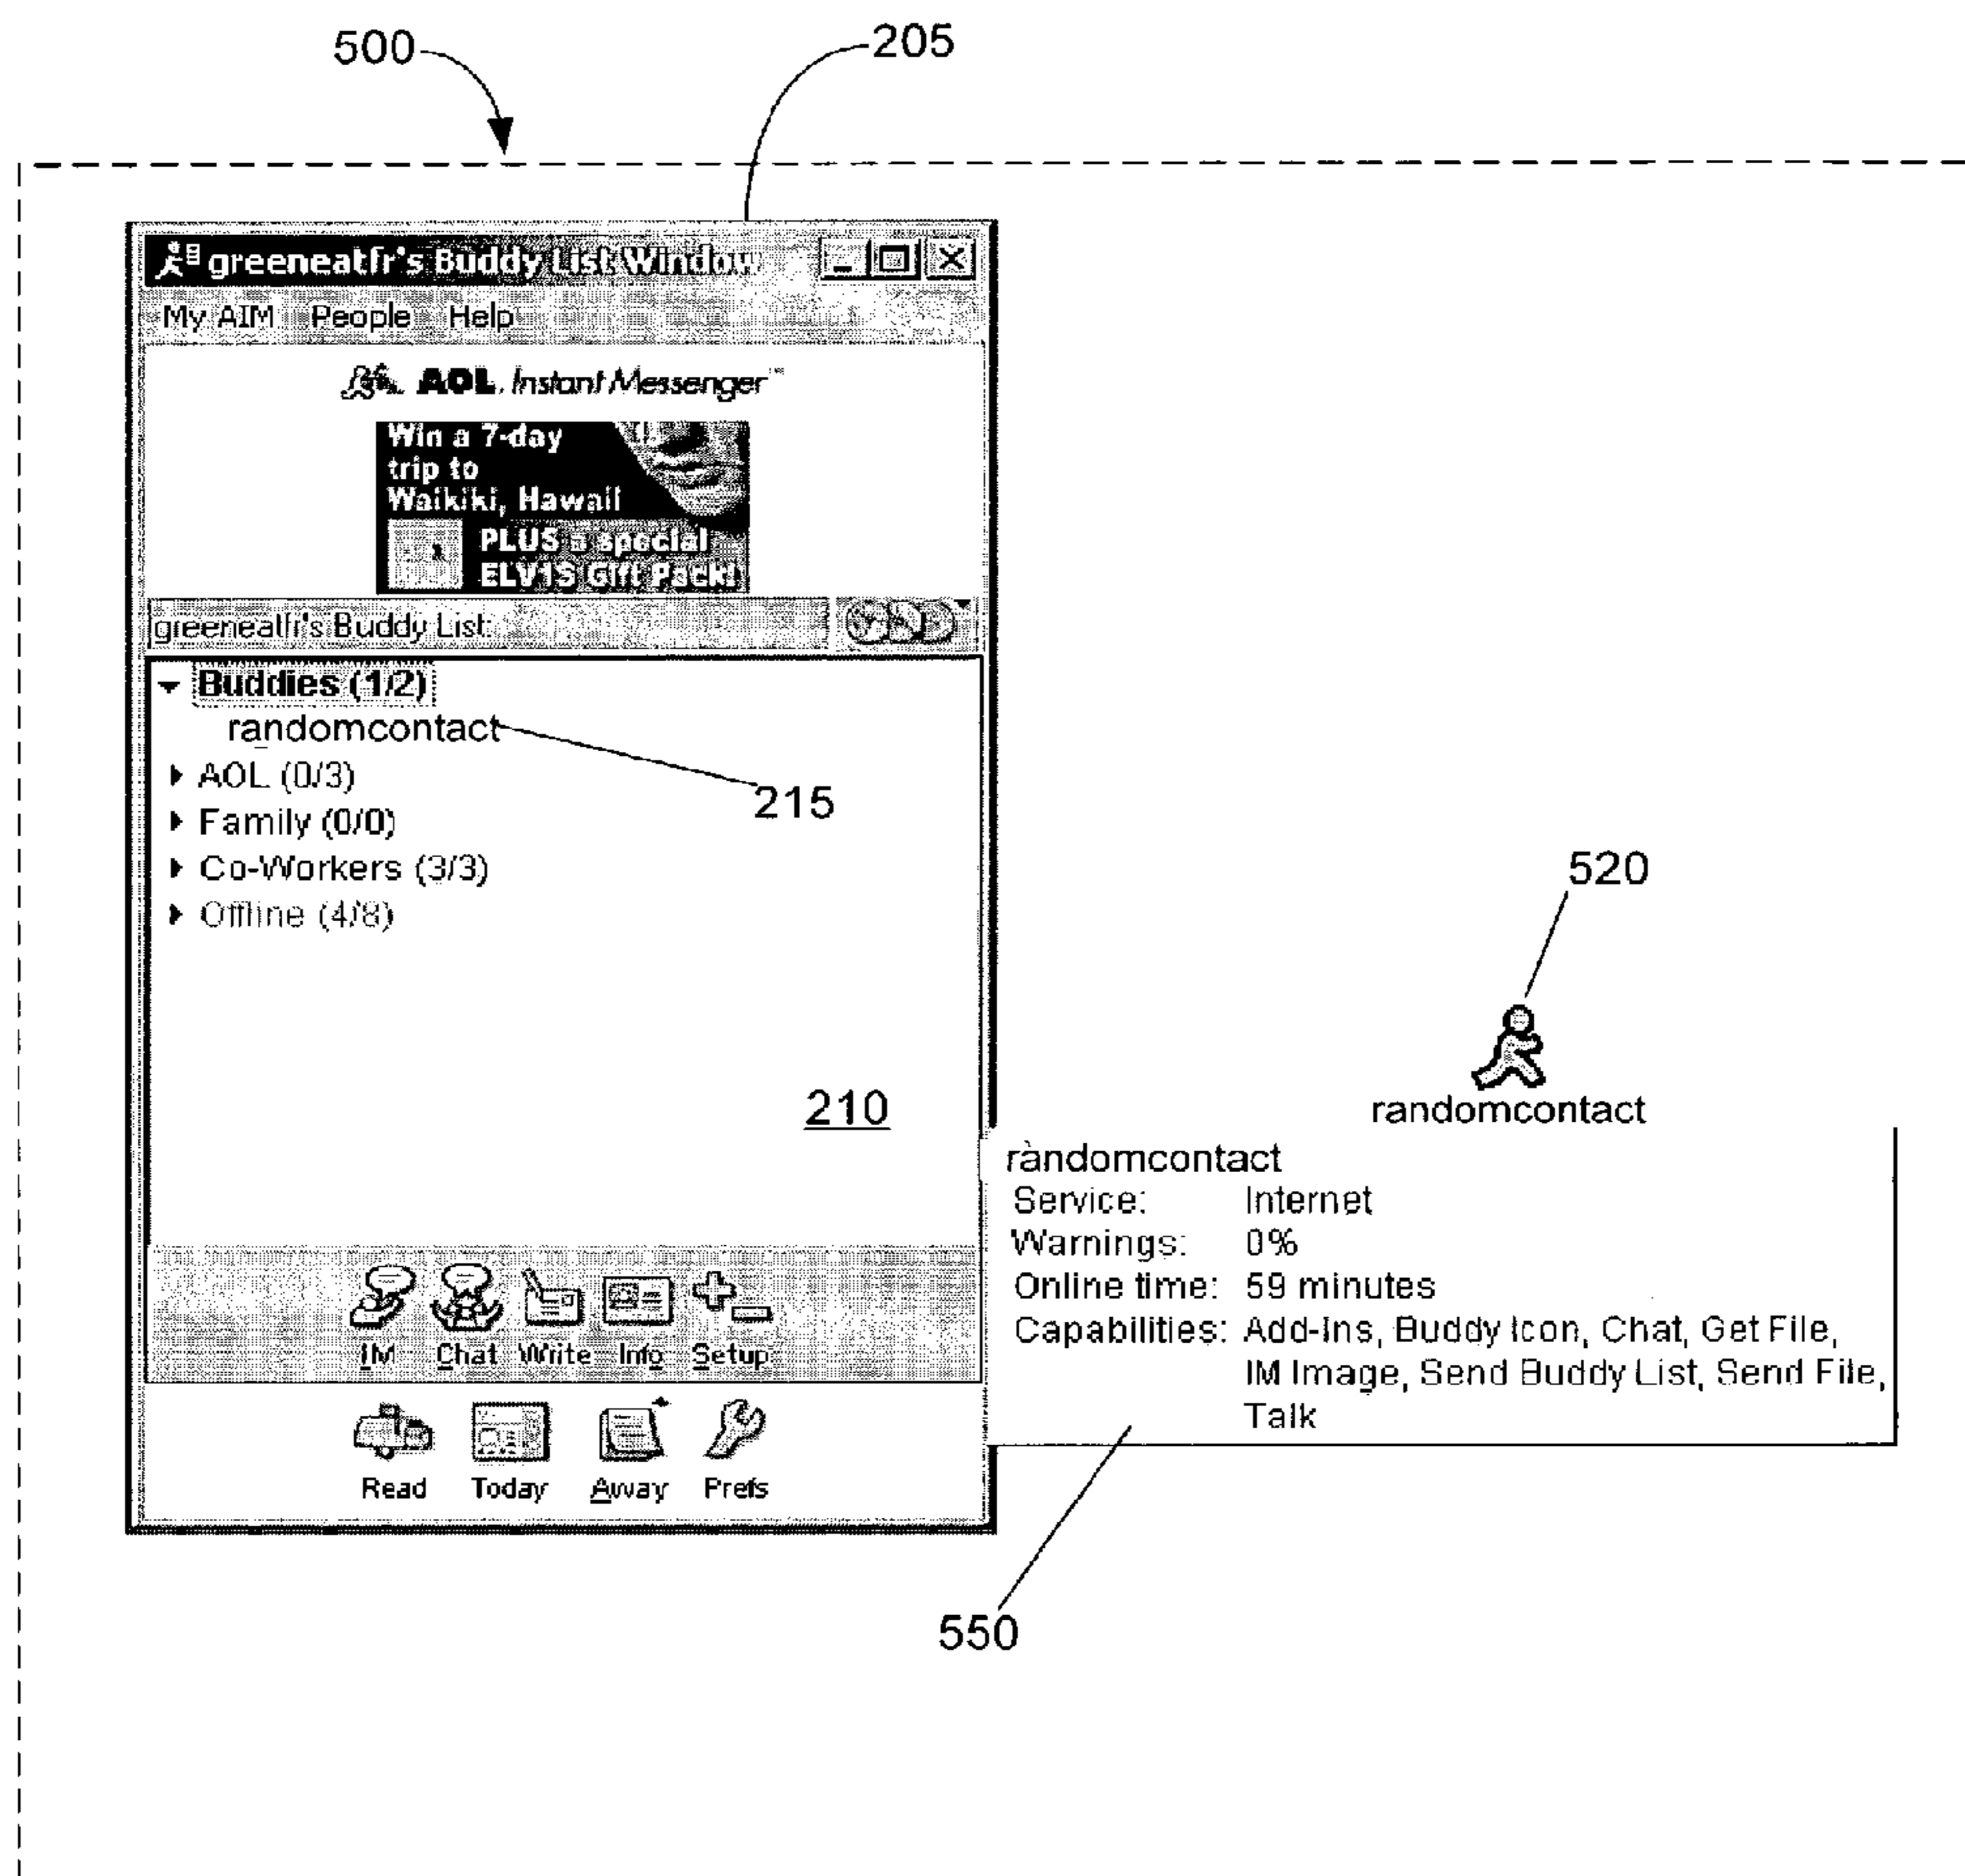 500
205
greeneatfr's Buddy List Window
My AIM People Help
AOL Instant Messenger™
Win a 7-day
trip to
Waikiki, Hawaii
PLUS a special
ELVIS Gift Pack!
greeneatfr's Buddy List
Buddies (1/2)
randomcontact
215
AOL (0/3)
Family (0/0)
Co-Workers (3/3)
Offline (4/8)
520
randomcontact
210
randomcontact
Service: Internet
Warnings: 0%
Online time: 59 minutes
Capabilities: Add-Ins, Buddy Icon, Chat, Get File,
IM Image, Send Buddy List, Send File,
Talk
IM Chat Write Info Setup
Read Today Away Prefs
550